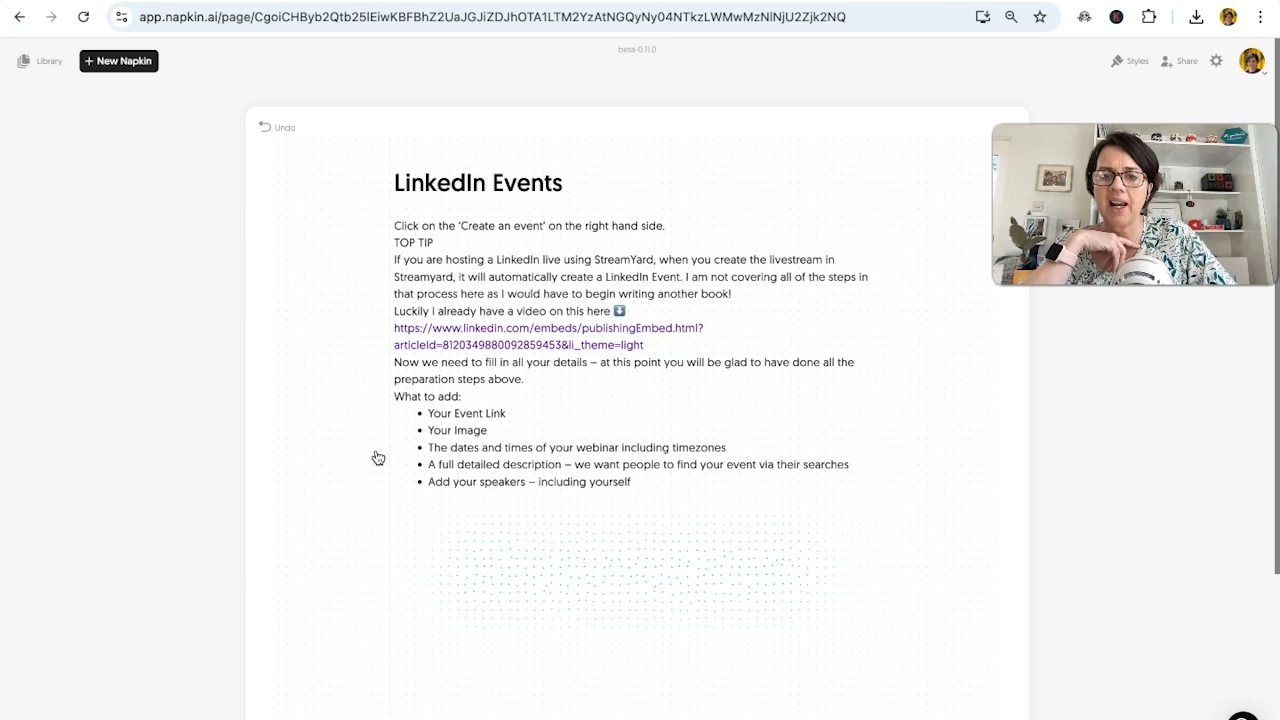 app.napkin.ai/page/CgoiCHByb2Qtb25lEiwKBFBhZ2UaJGJiZDJhOTA1LTM2YzAtNGQyNy04NTkzLWMwMzNlNjU2Zjk2NQ
beta-0.11.0
Library
+ New Napkin
Styles
Share
Undo
LinkedIn Events
Click on the ‘Create an event’ on the right hand side.
TOP TIP
If you are hosting a LinkedIn live using StreamYard, when you create the livestream in
Streamyard, it will automatically create a LinkedIn Event. I am not covering all of the steps in
that process here as I would have to begin writing another book!
Luckily I already have a video on this here ⬇️
https://www.linkedin.com/embeds/publishingEmbed.html?
articleId=8120349880092859453&li_theme=light
Now we need to fill in all your details – at this point you will be glad to have done all the
preparation steps above.
What to add:
• Your Event Link
• Your Image
• The dates and times of your webinar including timezones
• A full detailed description – we want people to find your event via their searches
• Add your speakers – including yourself